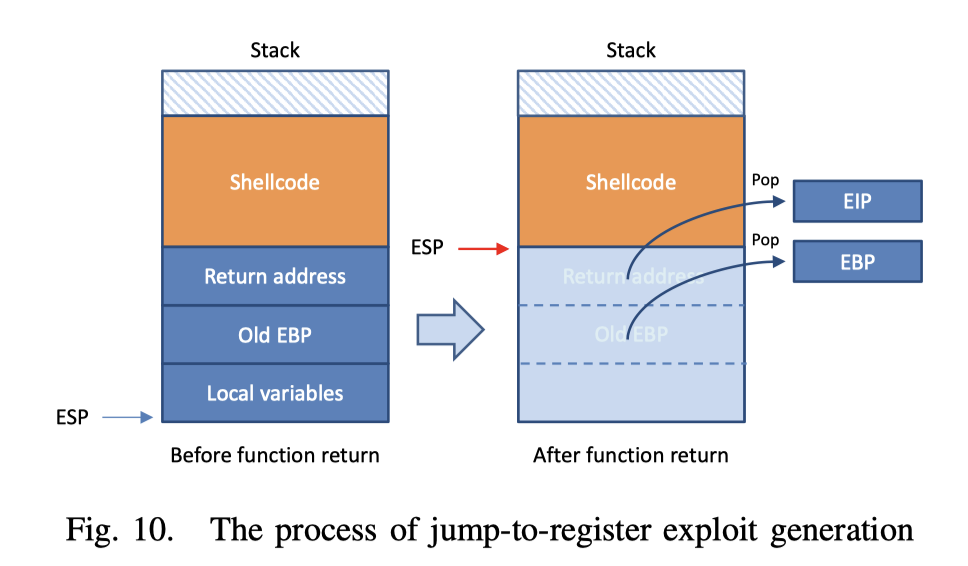 Stack
Shellcode
Return address
Old EBP
Local variables
ESP
Before function return
Stack
Shellcode
ESP
Return address
Old EBP
Pop
EIP
Pop
EBP
After function return
Fig. 10. The process of jump-to-register exploit generation